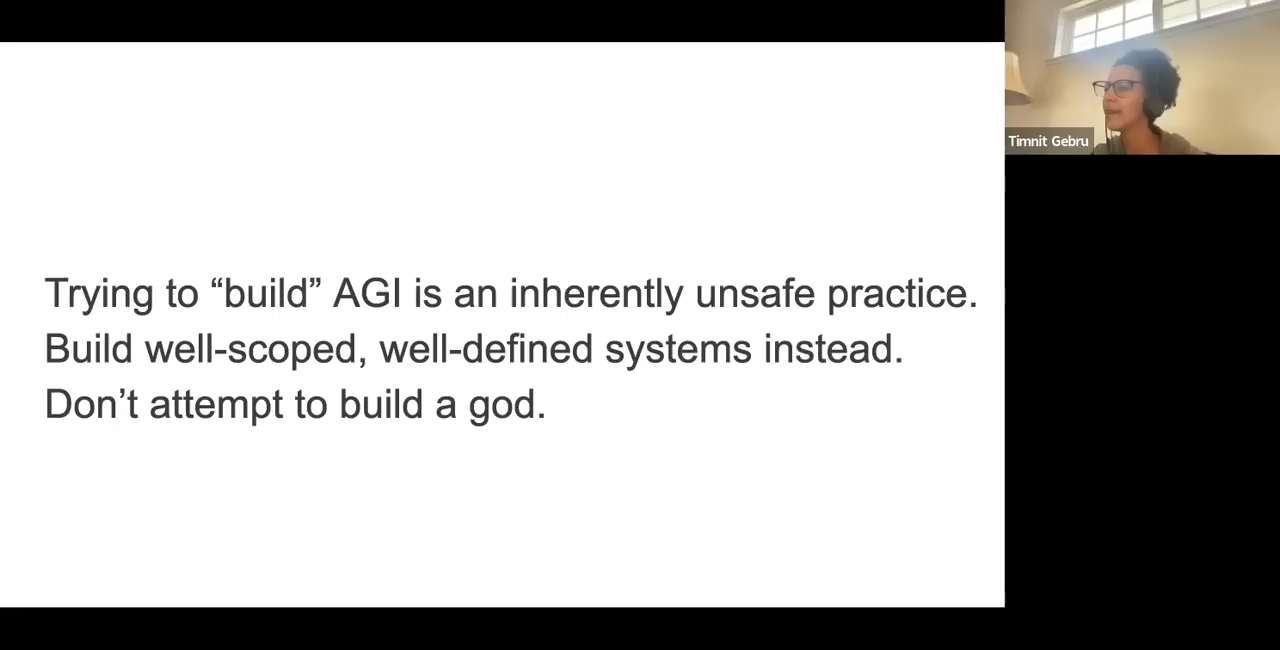 Trying to “build” AGI is an inherently unsafe practice.
Build well-scoped, well-defined systems instead.
Don’t attempt to build a god.
Timnit Gebru